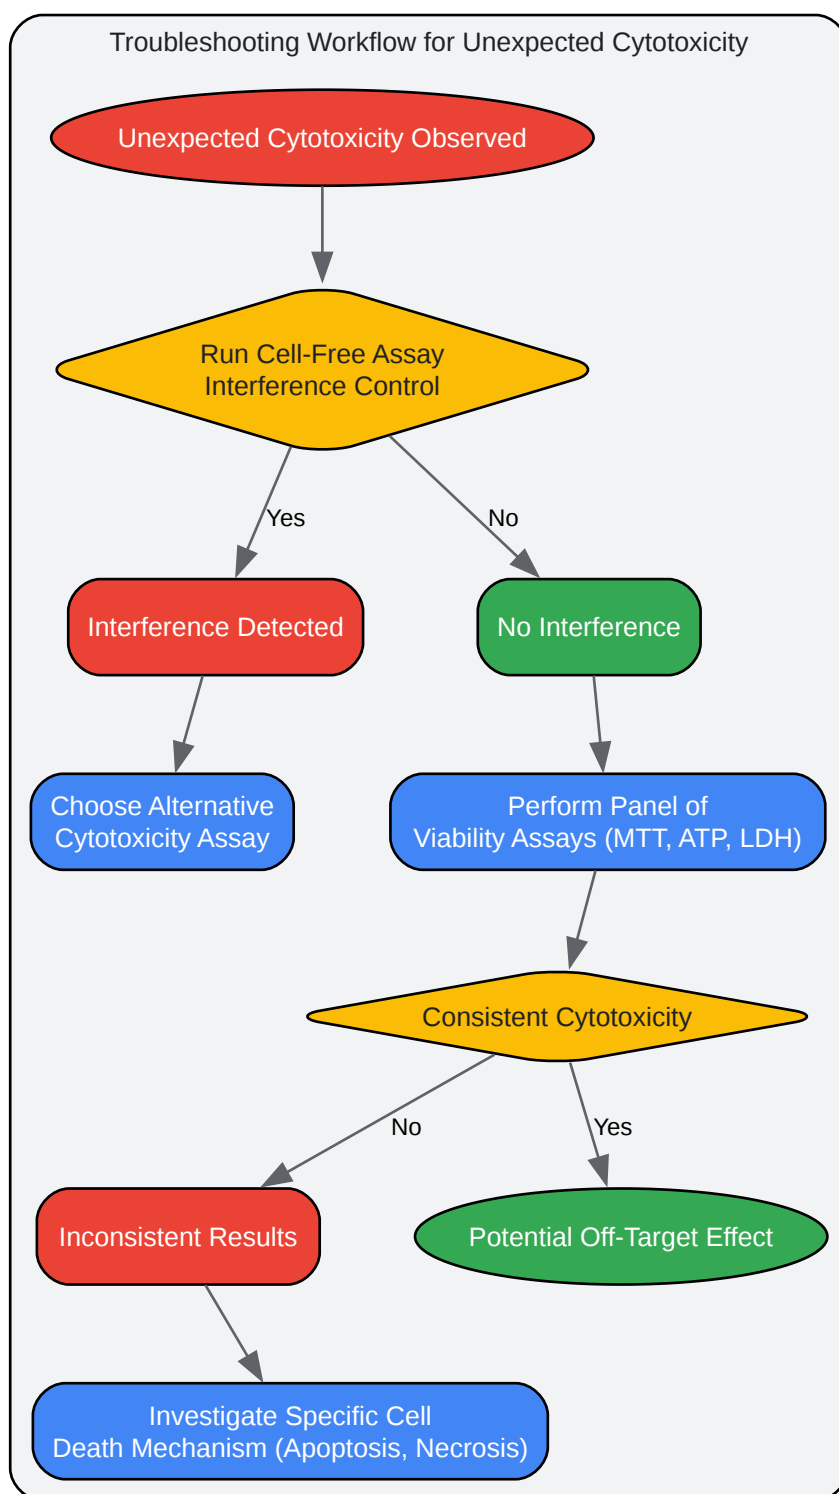 Troubleshooting Workflow for Unexpected Cytotoxicity
Unexpected Cytotoxicity Observed
Run Cell-Free Assay
Interference Control
Yes
No
Interference Detected
No Interference
Choose Alternative
Cytotoxicity Assay
Perform Panel of
Viability Assays (MTT, ATP, LDH)
Consistent Cytotoxicity
No
Yes
Inconsistent Results
Potential Off-Target Effect
Investigate Specific Cell
Death Mechanism (Apoptosis, Necrosis)